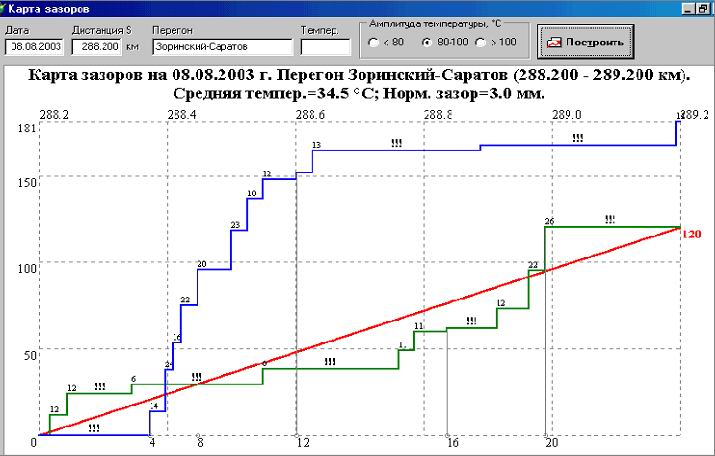 Карта зазоров
Дата Дистанция S Перегон Темпер. Амплитуда температуры, °C
08.08.2003 288.200 км Зоринский-Саратов < 80 80-100 > 100 Построить
Карта зазоров на 08.08.2003 г. Перегон Зоринский-Саратов (288.200 - 289.200 км).
Средняя темпер.=34.5 °C; Норм. зазор=3.0 мм.
288.2 288.4 288.6 288.8 289.0 289.2
181
13 !!! !!!
150
12
10
23
26 !!!
120
100
20 22
22
12
11 !!!
50
6 !!! !!!
12 !!!
12
!!!
0 4 8 12 16 20